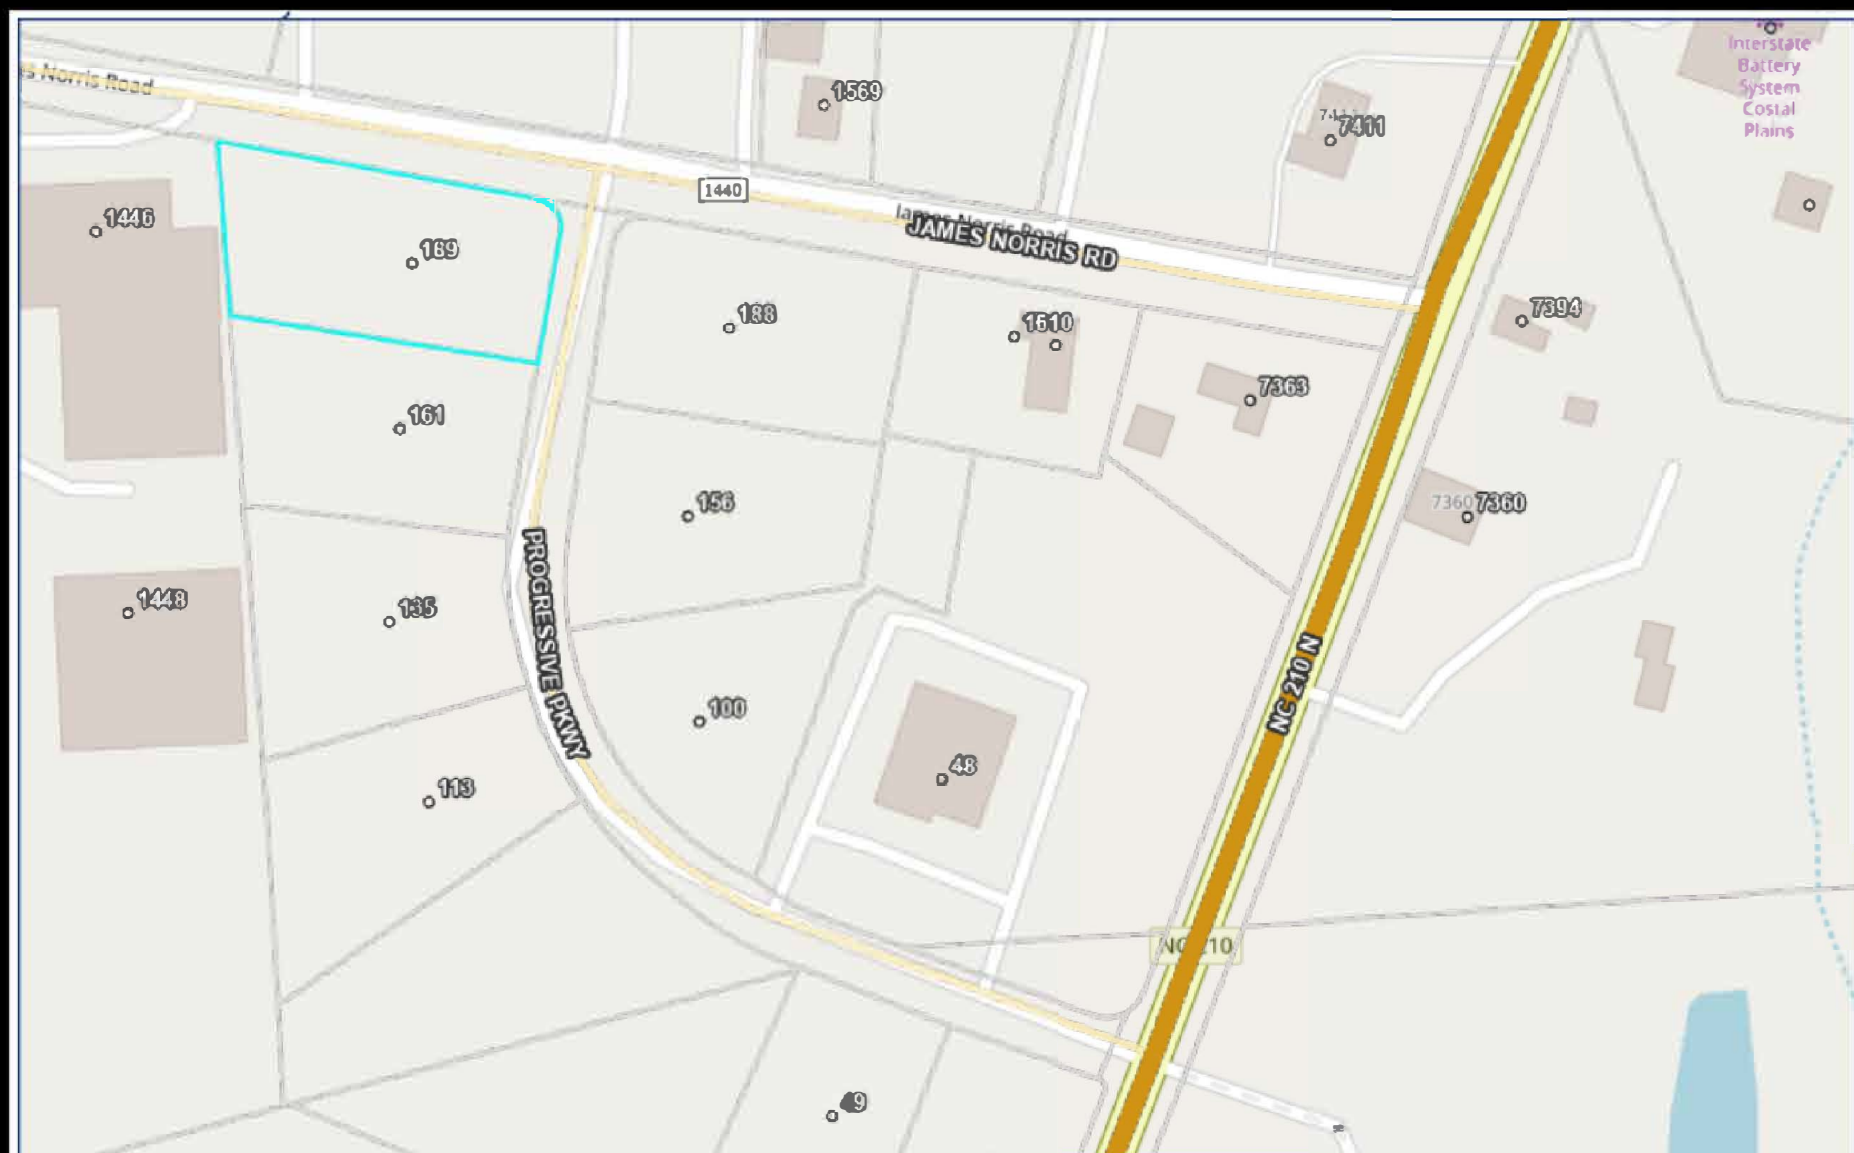 Interstate
Battery
System
Costal
Plains
s Norris Road
1569
7411
7411
1446
169
1440
James Norris Road
JAMES NORRIS RD
188
1610
7394
7363
161
156
7360 7360
PROGRESSIVE PKWY
1448
135
NC 210 N
100
48
113
NC 210
49